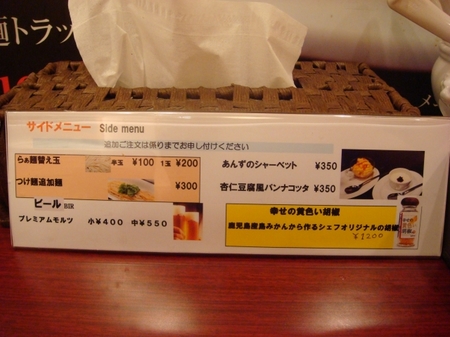 麺トラッ
サイドメニュー Side menu
追加ご注文は係りまでお申し付けください
らぁ麺替え玉 半玉 ¥100 1玉 ¥200
つけ麺追加麺 ¥300
ビール BEER
プレミアムモルツ 小¥400 中¥550
あんずのシャーベット ¥350
杏仁豆腐風パンナコッタ ¥350
幸せの黄色い胡椒
鹿児島産島みかんから作るシェフオリジナルの胡椒
¥1200